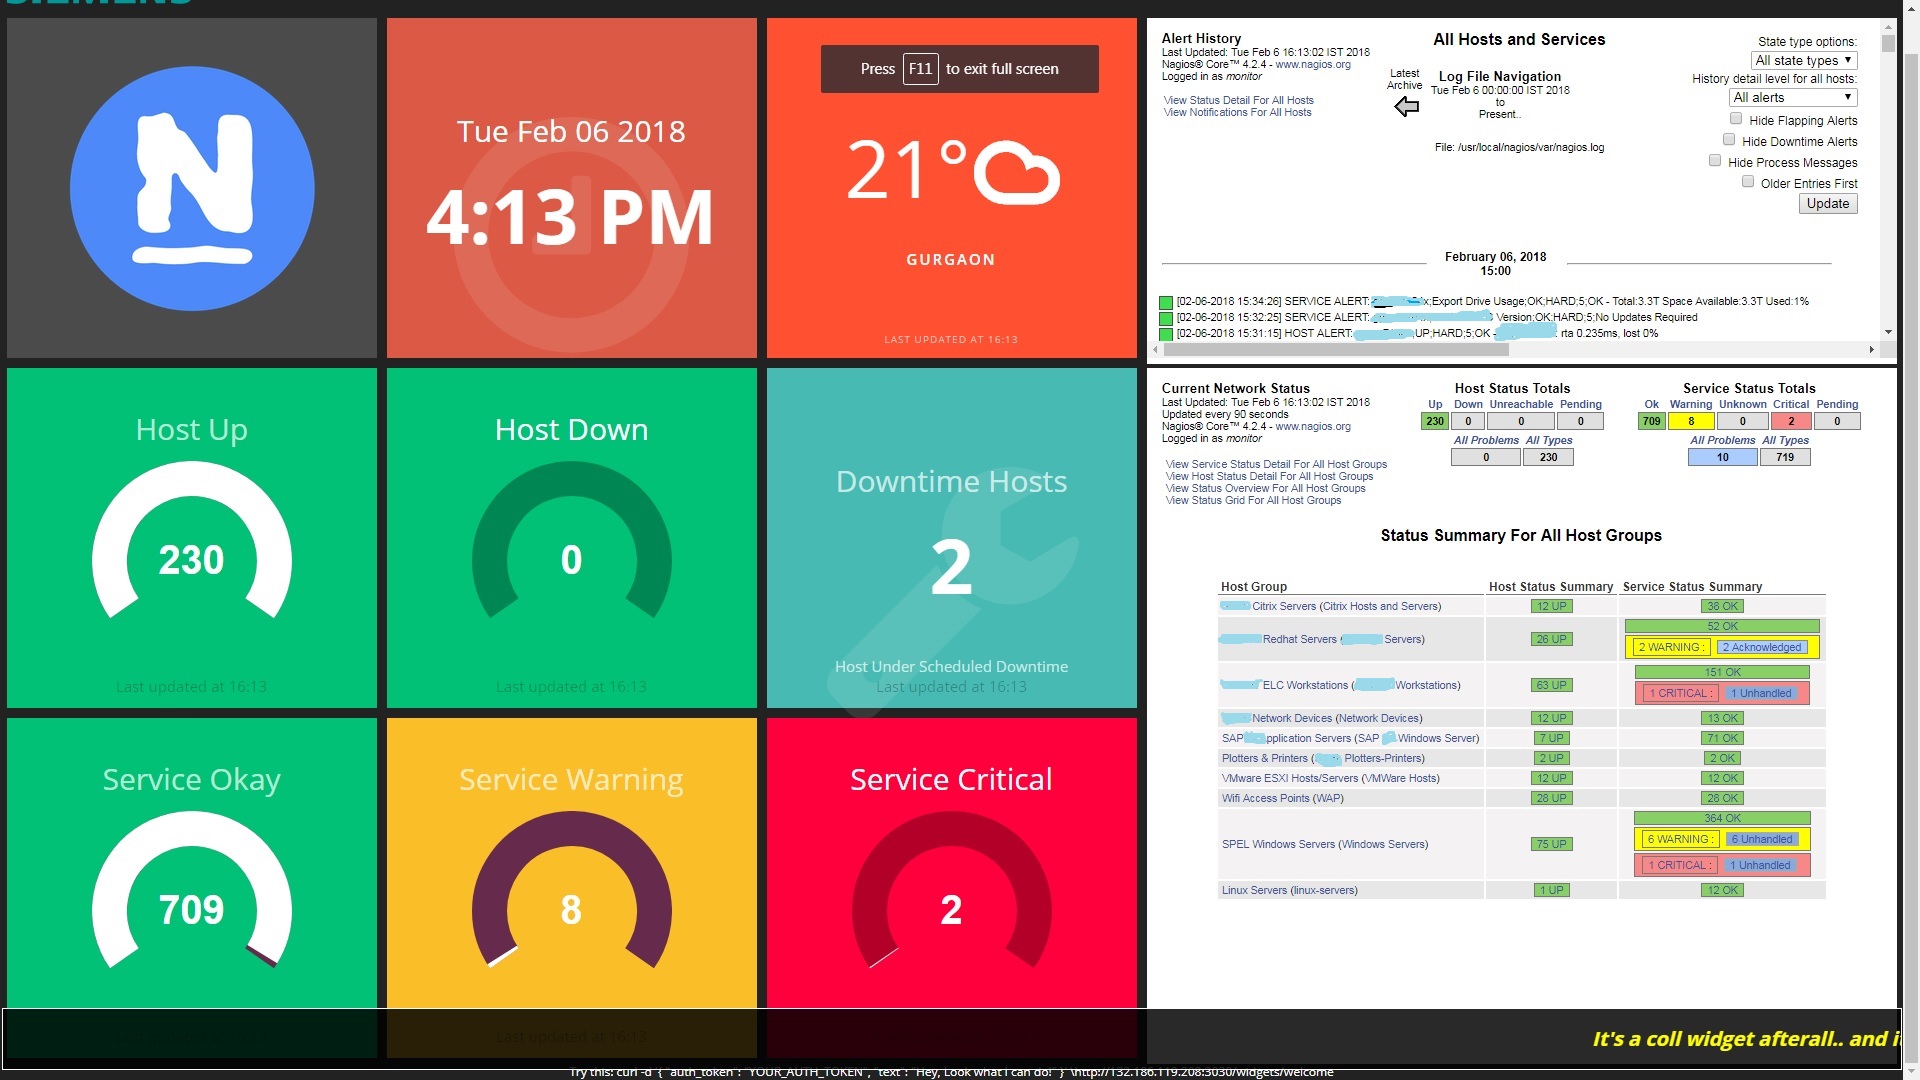 SIEMENS
N
Tue Feb 06 2018
4:13 PM
Press F11 to exit full screen
21°
GURGAON
LAST UPDATED AT 16:13
Alert History
Last Updated: Tue Feb 6 16:13:02 IST 2018
Nagios® Core™ 4.2.4 - www.nagios.org
Logged in as monitor
View Status Detail For All Hosts
View Notifications For All Hosts
All Hosts and Services
Latest
Archive
Log File Navigation
Tue Feb 6 00:00:00 IST 2018
to
Present..
File: /usr/local/nagios/var/nagios.log
State type options:
All state types
History detail level for all hosts:
All alerts
Hide Flapping Alerts
Hide Downtime Alerts
Hide Process Messages
Older Entries First
Update
February 06, 2018
15:00
[02-06-2018 15:34:26] SERVICE ALERT: x;Export Drive Usage;OK;HARD;5;OK - Total:3.3T Space Available:3.3T Used:1%
[02-06-2018 15:32:25] SERVICE ALERT: Version;OK;HARD;5;No Updates Required
[02-06-2018 15:31:15] HOST ALERT: ;UP;HARD;5;OK - : rta 0.235ms, lost 0%
Host Up
230
Last updated at 16:13
Host Down
0
Last updated at 16:13
Downtime Hosts
2
Host Under Scheduled Downtime
Last updated at 16:13
Current Network Status
Last Updated: Tue Feb 6 16:13:02 IST 2018
Updated every 90 seconds
Nagios® Core™ 4.2.4 - www.nagios.org
Logged in as monitor
View Service Status Detail For All Host Groups
View Host Status Detail For All Host Groups
View Status Overview For All Host Groups
View Status Grid For All Host Groups
Host Status Totals
Up Down Unreachable Pending
230 0 0 0
All Problems All Types
0 230
Service Status Totals
Ok Warning Unknown Critical Pending
709 8 0 2 0
All Problems All Types
10 719
Status Summary For All Host Groups
Host Group Host Status Summary Service Status Summary
Citrix Servers (Citrix Hosts and Servers) 12 UP 38 OK
Redhat Servers ( Servers) 26 UP 52 OK
2 WARNING : 2 Acknowledged
ELC Workstations ( Workstations) 63 UP 151 OK
1 CRITICAL : 1 Unhandled
Network Devices (Network Devices) 12 UP 13 OK
SAP pplication Servers (SAP Windows Server) 7 UP 71 OK
Plotters & Printers ( Plotters-Printers) 2 UP 2 OK
VMware ESXI Hosts/Servers (VMWare Hosts) 12 UP 12 OK
Wifi Access Points (WAP) 28 UP 28 OK
SPEL Windows Servers (Windows Servers) 75 UP 364 OK
6 WARNING : 6 Unhandled
1 CRITICAL : 1 Unhandled
Linux Servers (linux-servers) 1 UP 12 OK
Service Okay
709
Last updated at 16:13
Service Warning
8
Last updated at 16:13
Service Critical
2
It's a coll widget afterall.. and i
Try this: curl -d '{ "auth_token": "YOUR_AUTH_TOKEN", "text": "Hey, Look what I can do!" }' \http://132.186.119.208:3030/widgets/welcome